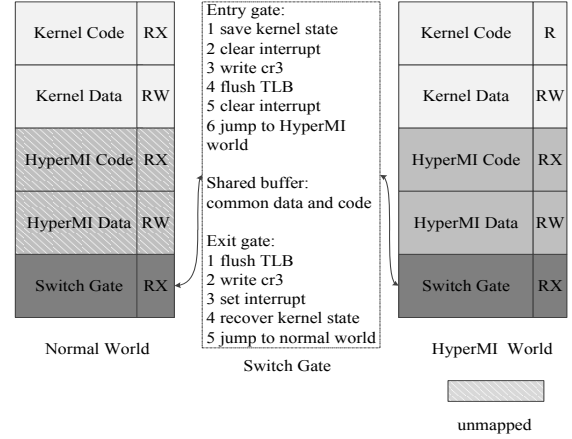 Kernel Code RX
Kernel Data RW
HyperMI Code RX
HyperMI Data RW
Switch Gate RX
Normal World
Entry gate:
1 save kernel state
2 clear interrupt
3 write cr3
4 flush TLB
5 clear interrupt
6 jump to HyperMI
world
Shared buffer:
common data and code
Exit gate:
1 flush TLB
2 write cr3
3 set interrupt
4 recover kernel state
5 jump to normal world
Switch Gate
Kernel Code R
Kernel Data RW
HyperMI Code RX
HyperMI Data RW
Switch Gate RX
HyperMI World
unmapped